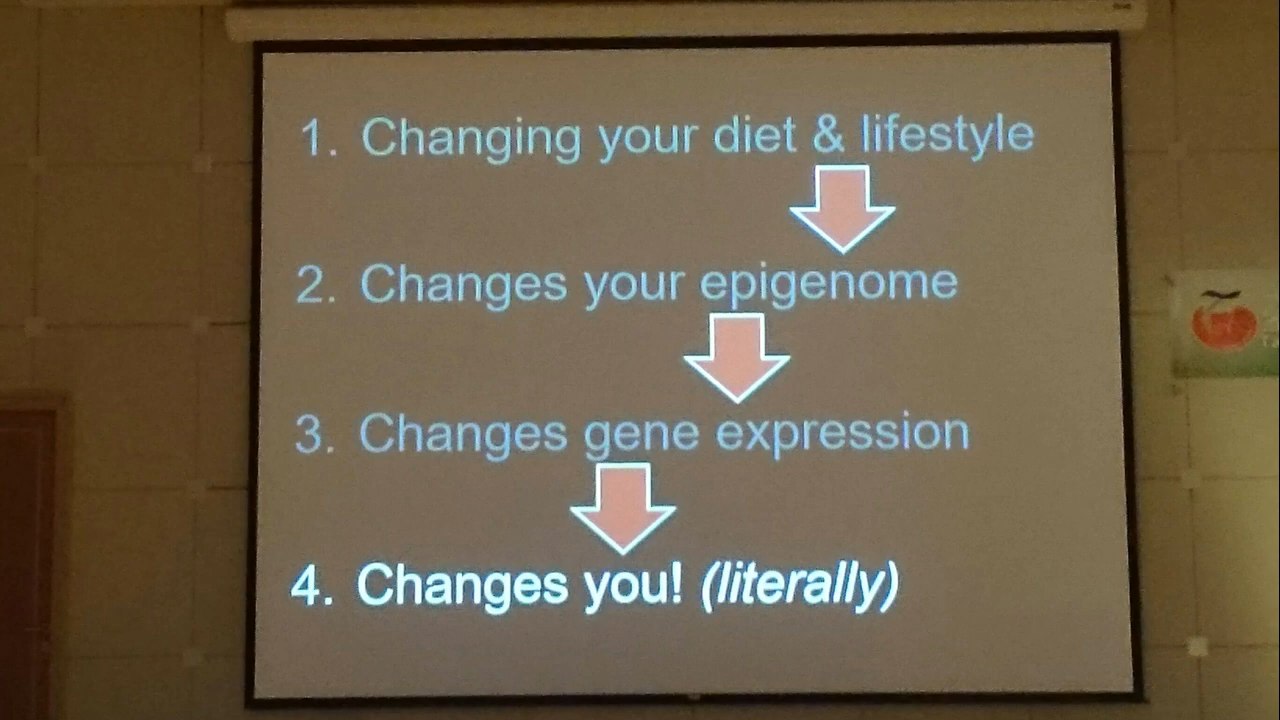 1. Changing your diet & lifestyle
2. Changes your epigenome
3. Changes gene expression
4. Changes you! (literally)